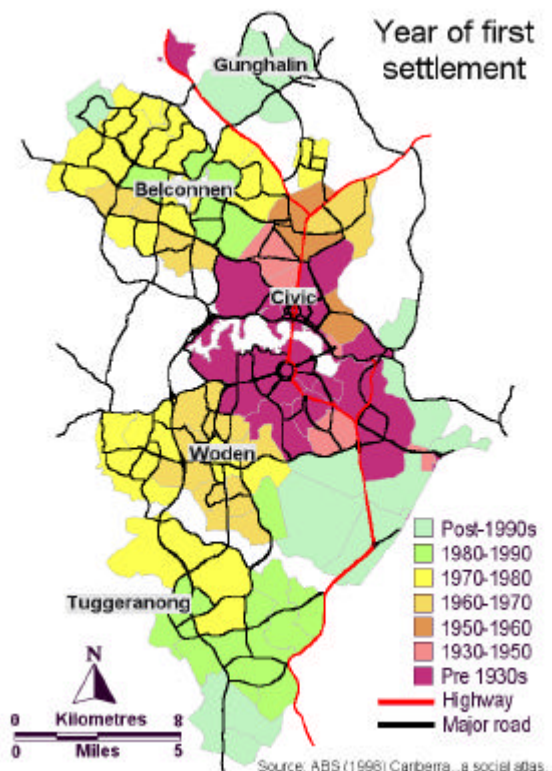 Year of first
settlement
Gunghalin
Belconnen
Civic
Woden
Tuggeranong
Post-1990s
1980-1990
1970-1980
1960-1970
1950-1960
1930-1950
Pre 1930s
Highway
Major road
N
0 Kilometres 8
0 Miles 5
Source: ABS (1996) Canberra...a social atlas